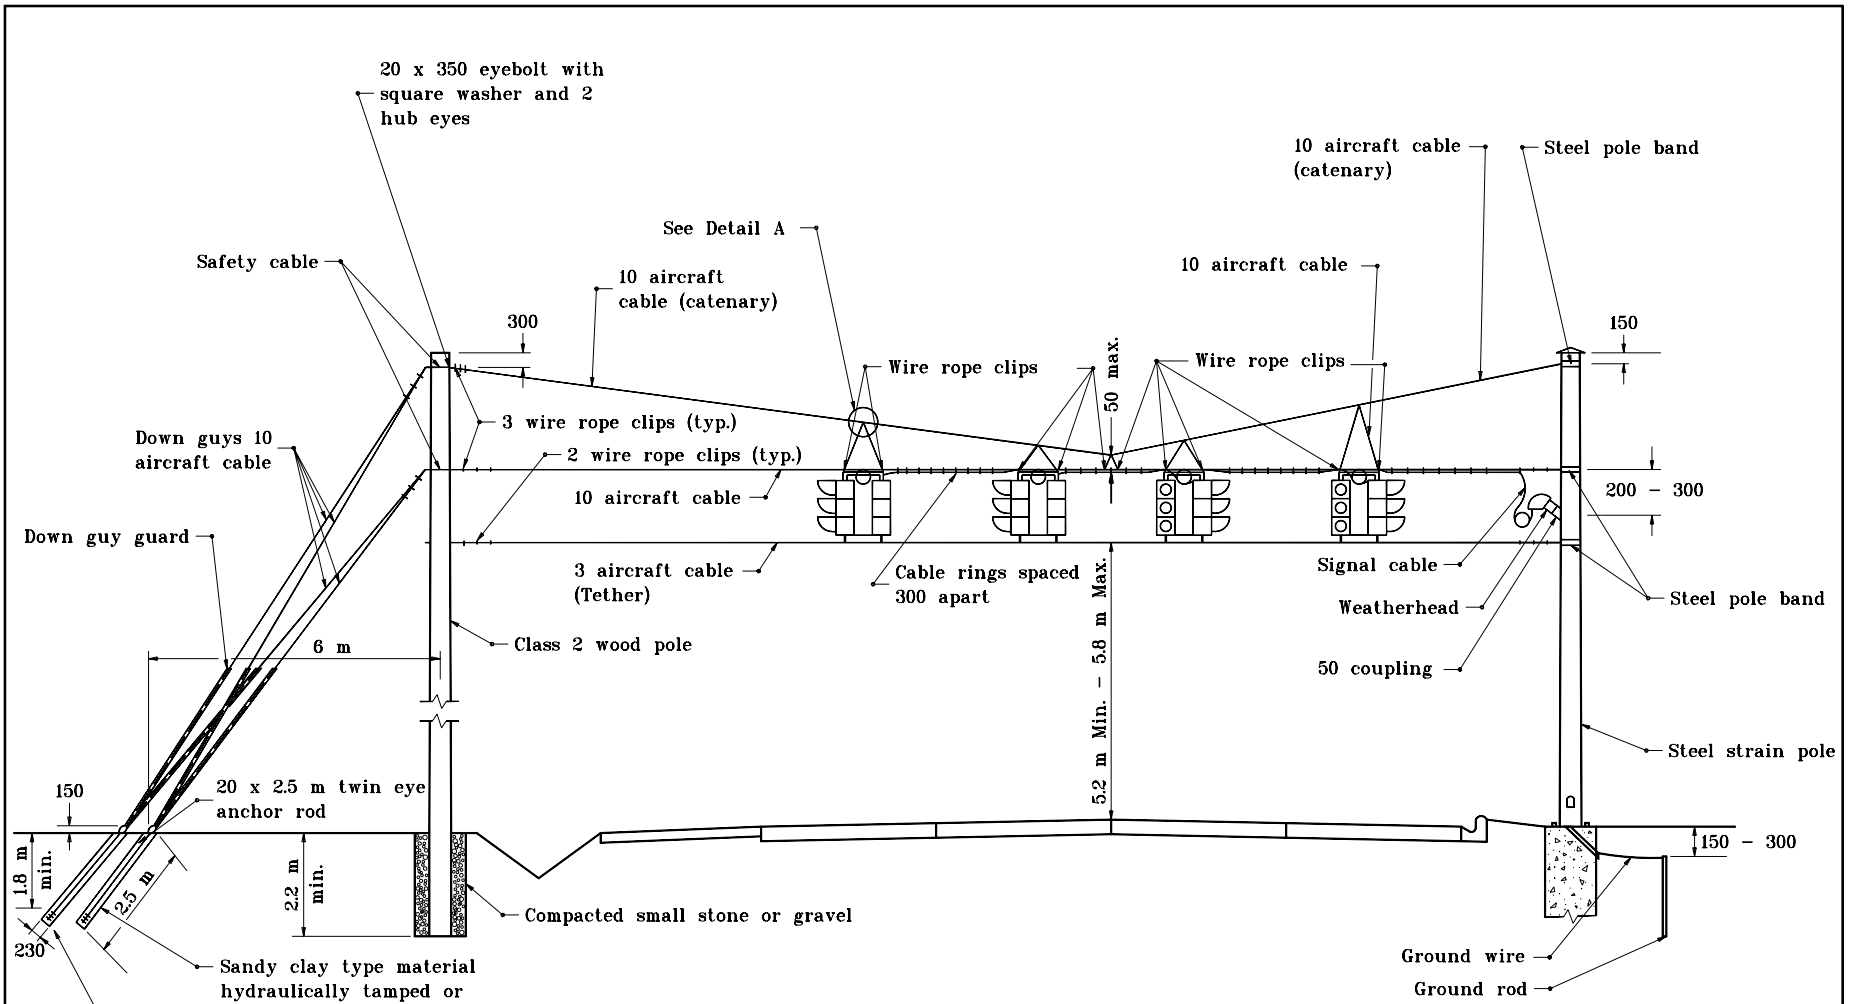 20 x 350 eyebolt with
square washer and 2
hub eyes
10 aircraft cable
(catenary)
Steel pole band
See Detail A
Safety cable
10 aircraft
cable (catenary)
10 aircraft cable
300
150
Wire rope clips
50 max.
Wire rope clips
3 wire rope clips (typ.)
Down guys 10
aircraft cable
2 wire rope clips (typ.)
10 aircraft cable
200 - 300
Down guy guard
3 aircraft cable
(Tether)
Cable rings spaced
300 apart
Signal cable
Weatherhead
Steel pole band
6 m
Class 2 wood pole
5.2 m Min. - 5.8 m Max.
50 coupling
Steel strain pole
150
20 x 2.5 m twin eye
anchor rod
1.8 m
min.
2.5 m
2.2 m
min.
150 - 300
Compacted small stone or gravel
230
Sandy clay type material
hydraulically tamped or
Ground wire
Ground rod